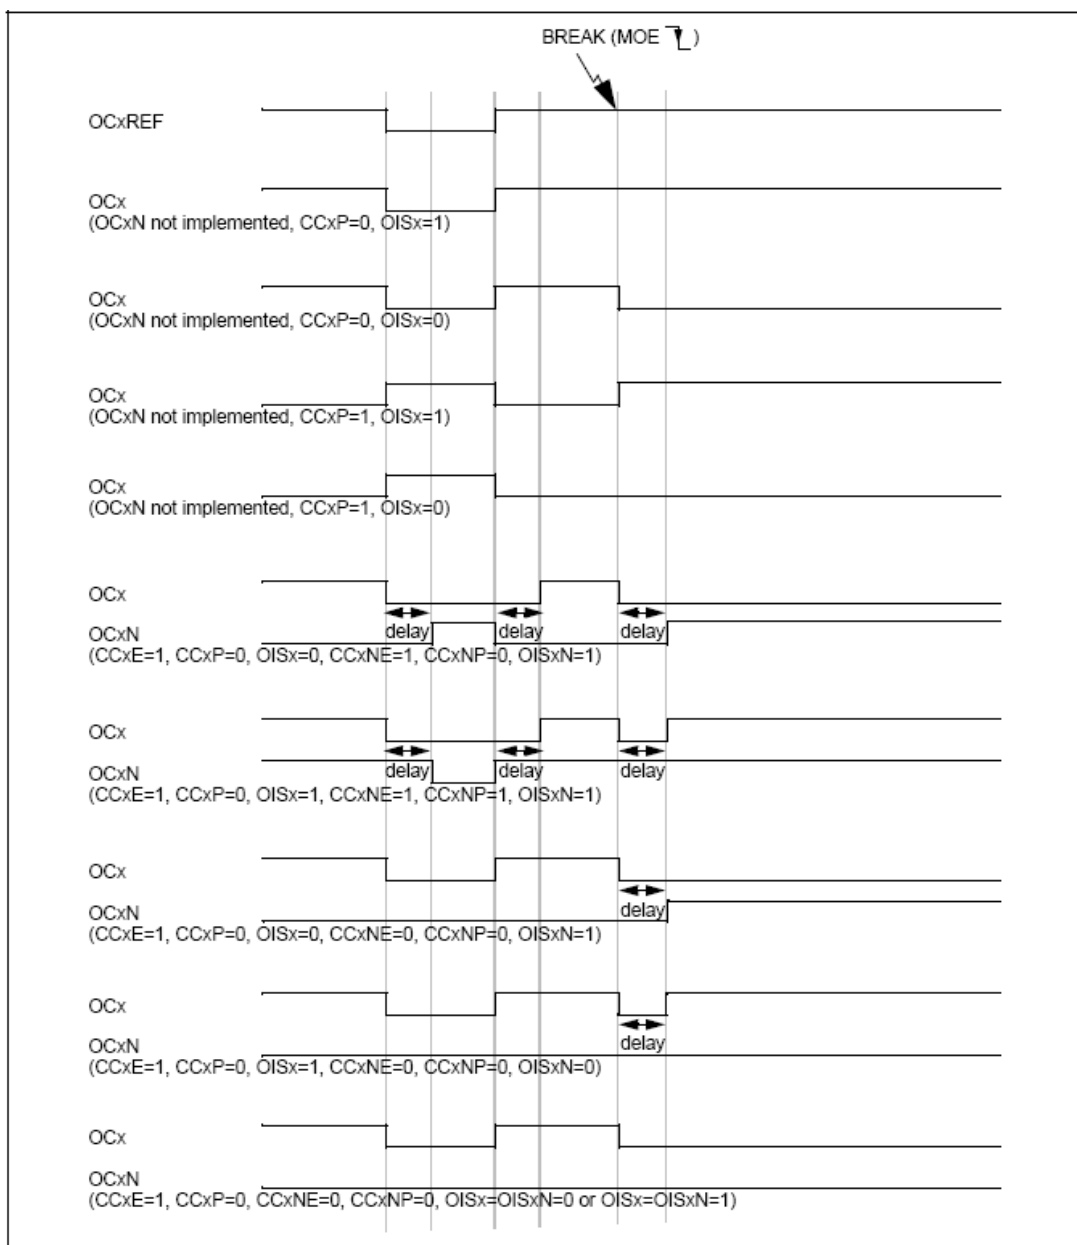 BREAK (MOE )
OCxREF
OCx
(OCxN not implemented, CCxP=0, OISx=1)
OCx
(OCxN not implemented, CCxP=0, OISx=0)
OCx
(OCxN not implemented, CCxP=1, OISx=1)
OCx
(OCxN not implemented, CCxP=1, OISx=0)
OCx
delay delay delay
OCxN
(CCxE=1, CCxP=0, OISx=0, CCxNE=1, CCxNP=0, OISxN=1)
OCx
delay delay delay
OCxN
(CCxE=1, CCxP=0, OISx=1, CCxNE=1, CCxNP=1, OISxN=1)
OCx
delay
OCxN
(CCxE=1, CCxP=0, OISx=0, CCxNE=0, CCxNP=0, OISxN=1)
OCx
delay
OCxN
(CCxE=1, CCxP=0, OISx=1, CCxNE=0, CCxNP=0, OISxN=0)
OCx
OCxN
(CCxE=1, CCxP=0, CCxNE=0, CCxNP=0, OISx=OISxN=0 or OISx=OISxN=1)